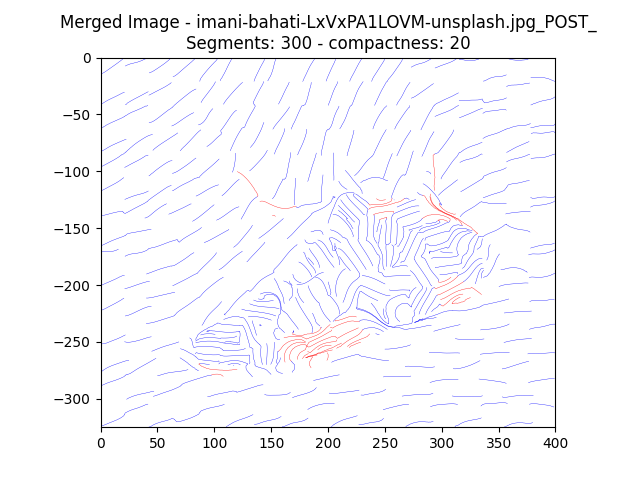 Merged Image - imani-bahati-LxVxPA1LOVM-unsplash.jpg_POST_
Segments: 300 - compactness: 20
0
−50
−100
−150
−200
−250
−300
0 50 100 150 200 250 300 350 400